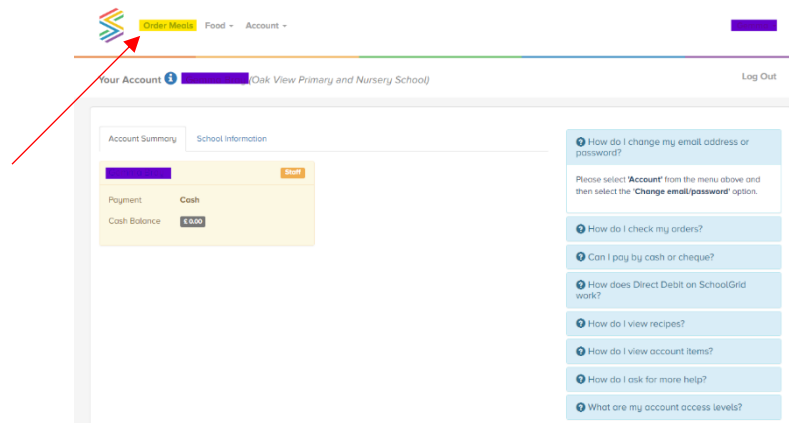 Order Meals Food Account
Your Account (Oak View Primary and Nursery School) Log Out
Account Summary School Information
Staff
Payment Cash
Cash Balance £ 0.00
How do I change my email address or
password?
Please select 'Account' from the menu above and
then select the 'Change email/password' option.
How do I check my orders?
Can I pay by cash or cheque?
How does Direct Debit on SchoolGrid
work?
How do I view recipes?
How do I view account items?
How do I ask for more help?
What are my account access levels?